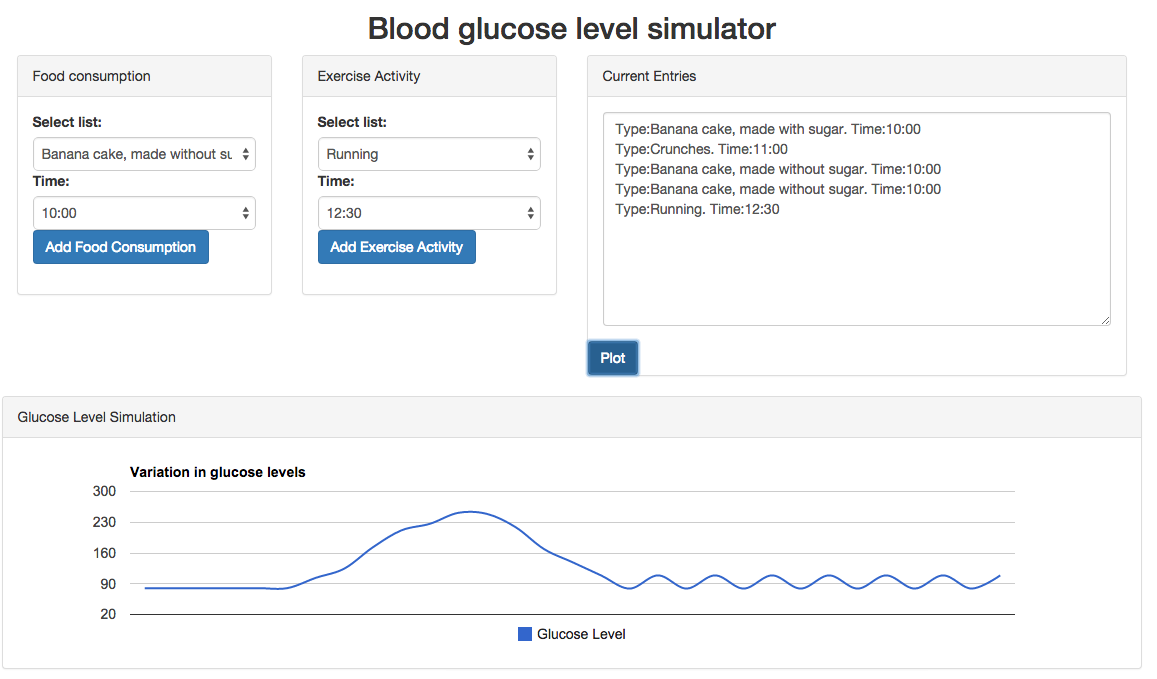 Blood glucose level simulator
Food consumption
Select list:
Banana cake, made without su
Time:
10:00
Add Food Consumption
Exercise Activity
Select list:
Running
Time:
12:30
Add Exercise Activity
Current Entries
Type:Banana cake, made with sugar. Time:10:00
Type:Crunches. Time:11:00
Type:Banana cake, made without sugar. Time:10:00
Type:Banana cake, made without sugar. Time:10:00
Type:Running. Time:12:30
Plot
Glucose Level Simulation
Variation in glucose levels
300
230
160
90
20
Glucose Level